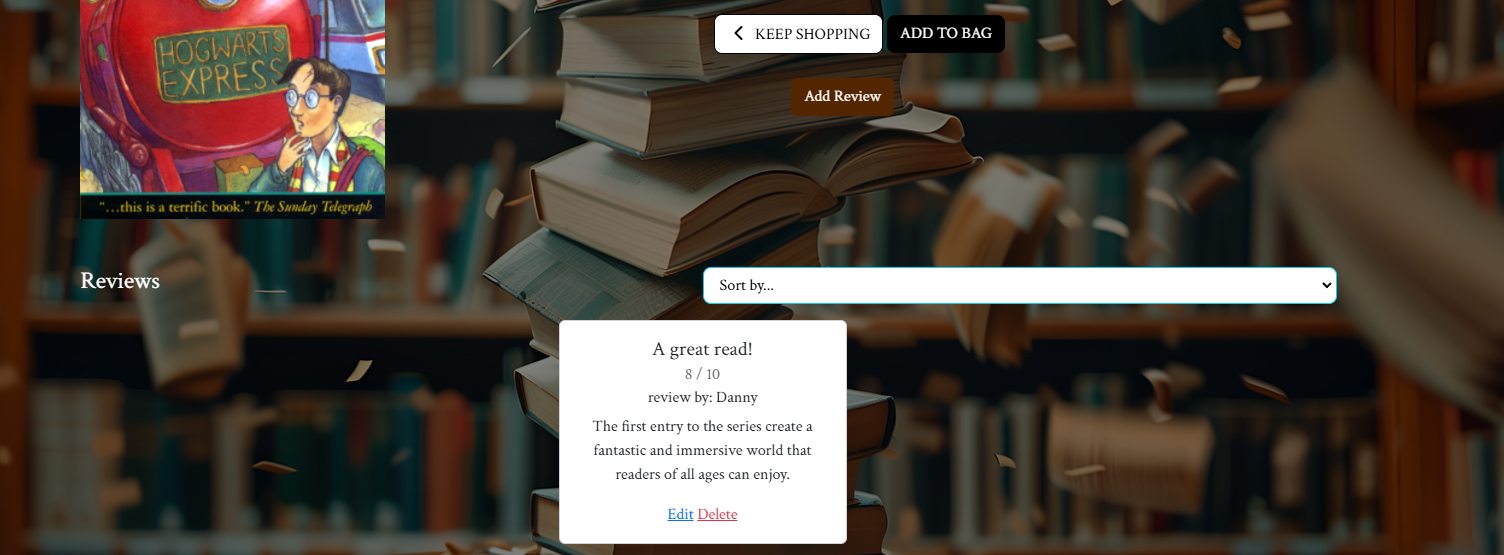 HOGWARTS
EXPRESS
"...this is a terrific book." The Sunday Telegraph
KEEP SHOPPING
ADD TO BAG
Add Review
Reviews
Sort by...
A great read!
8 / 10
review by: Danny
The first entry to the series create a
fantastic and immersive world that
readers of all ages can enjoy.
Edit Delete